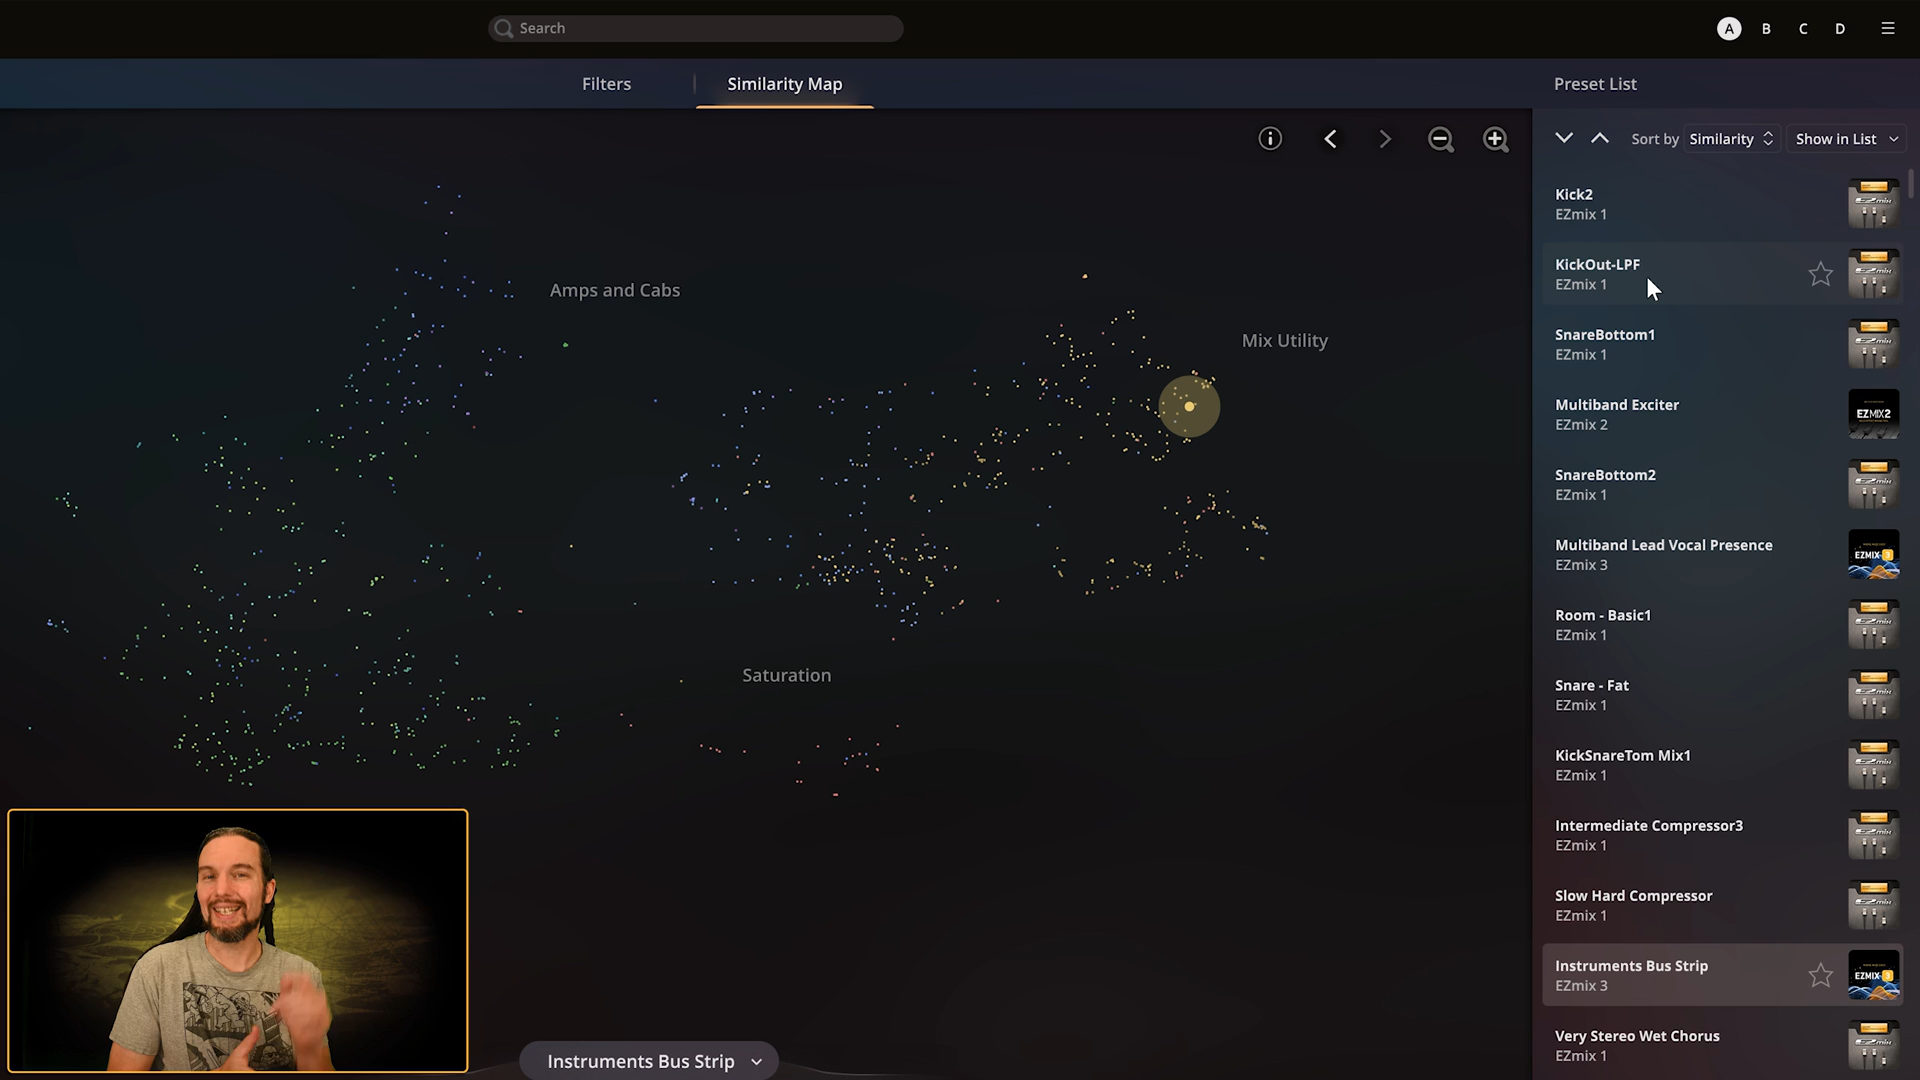 Search
A
B
C
D
Filters
Similarity Map
Preset List
Sort by
Similarity
Show in List
Amps and Cabs
Mix Utility
Saturation
Instruments Bus Strip
Kick2
EZmix 1
KickOut-LPF
EZmix 1
SnareBottom1
EZmix 1
Multiband Exciter
EZmix 2
EZMIX2
SnareBottom2
EZmix 1
Multiband Lead Vocal Presence
EZmix 3
EZMIX 3
Room - Basic1
EZmix 1
Snare - Fat
EZmix 1
KickSnareTom Mix1
EZmix 1
Intermediate Compressor3
EZmix 1
Slow Hard Compressor
EZmix 1
Instruments Bus Strip
EZmix 3
EZMIX 3
Very Stereo Wet Chorus
EZmix 1